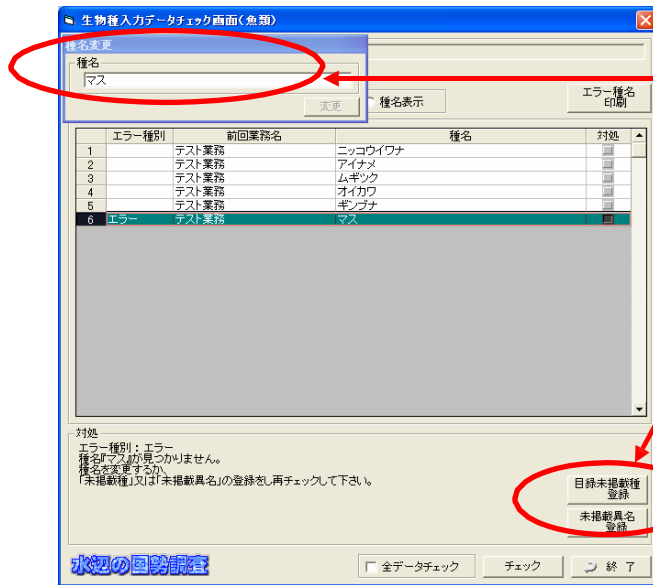 生物種入力データチェック画面(魚類)
種名変更
種名
マス
変更
種名表示
エラー種名
印刷
エラー種別 前回業務名 種名 対処
1 テスト業務 ニッコウイワナ
2 テスト業務 アイナメ
3 テスト業務 ムギツク
4 テスト業務 オイカワ
5 テスト業務 ギンブナ
6 エラー テスト業務 マス
対処
エラー種別:エラー
種名『マス』が見つかりません。
種名を変更するか、
「未掲載種」又は「未掲載異名」の登録をし再チェックして下さい。
目録未掲載種
登録
未掲載異名
登録
水辺の国勢調査
全データチェック
チェック
終 了